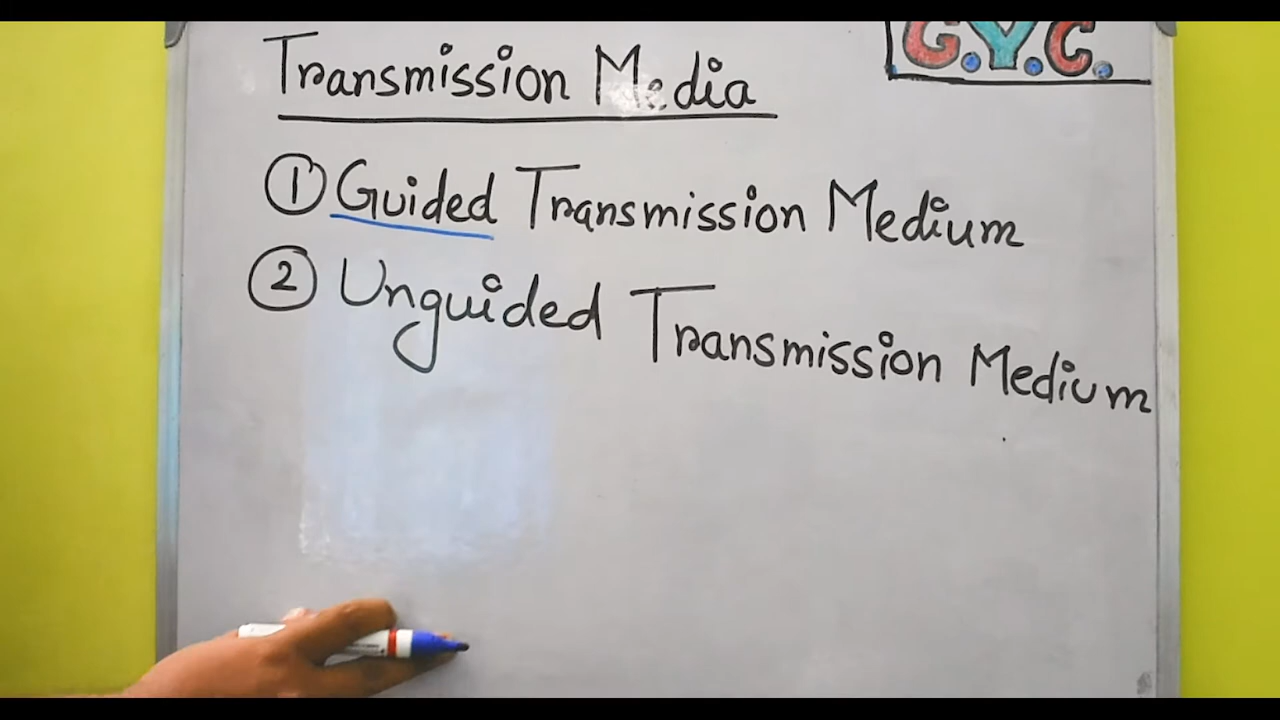 G.Y.C.
Transmission Media
① Guided Transmission Medium
② Unguided Transmission Medium